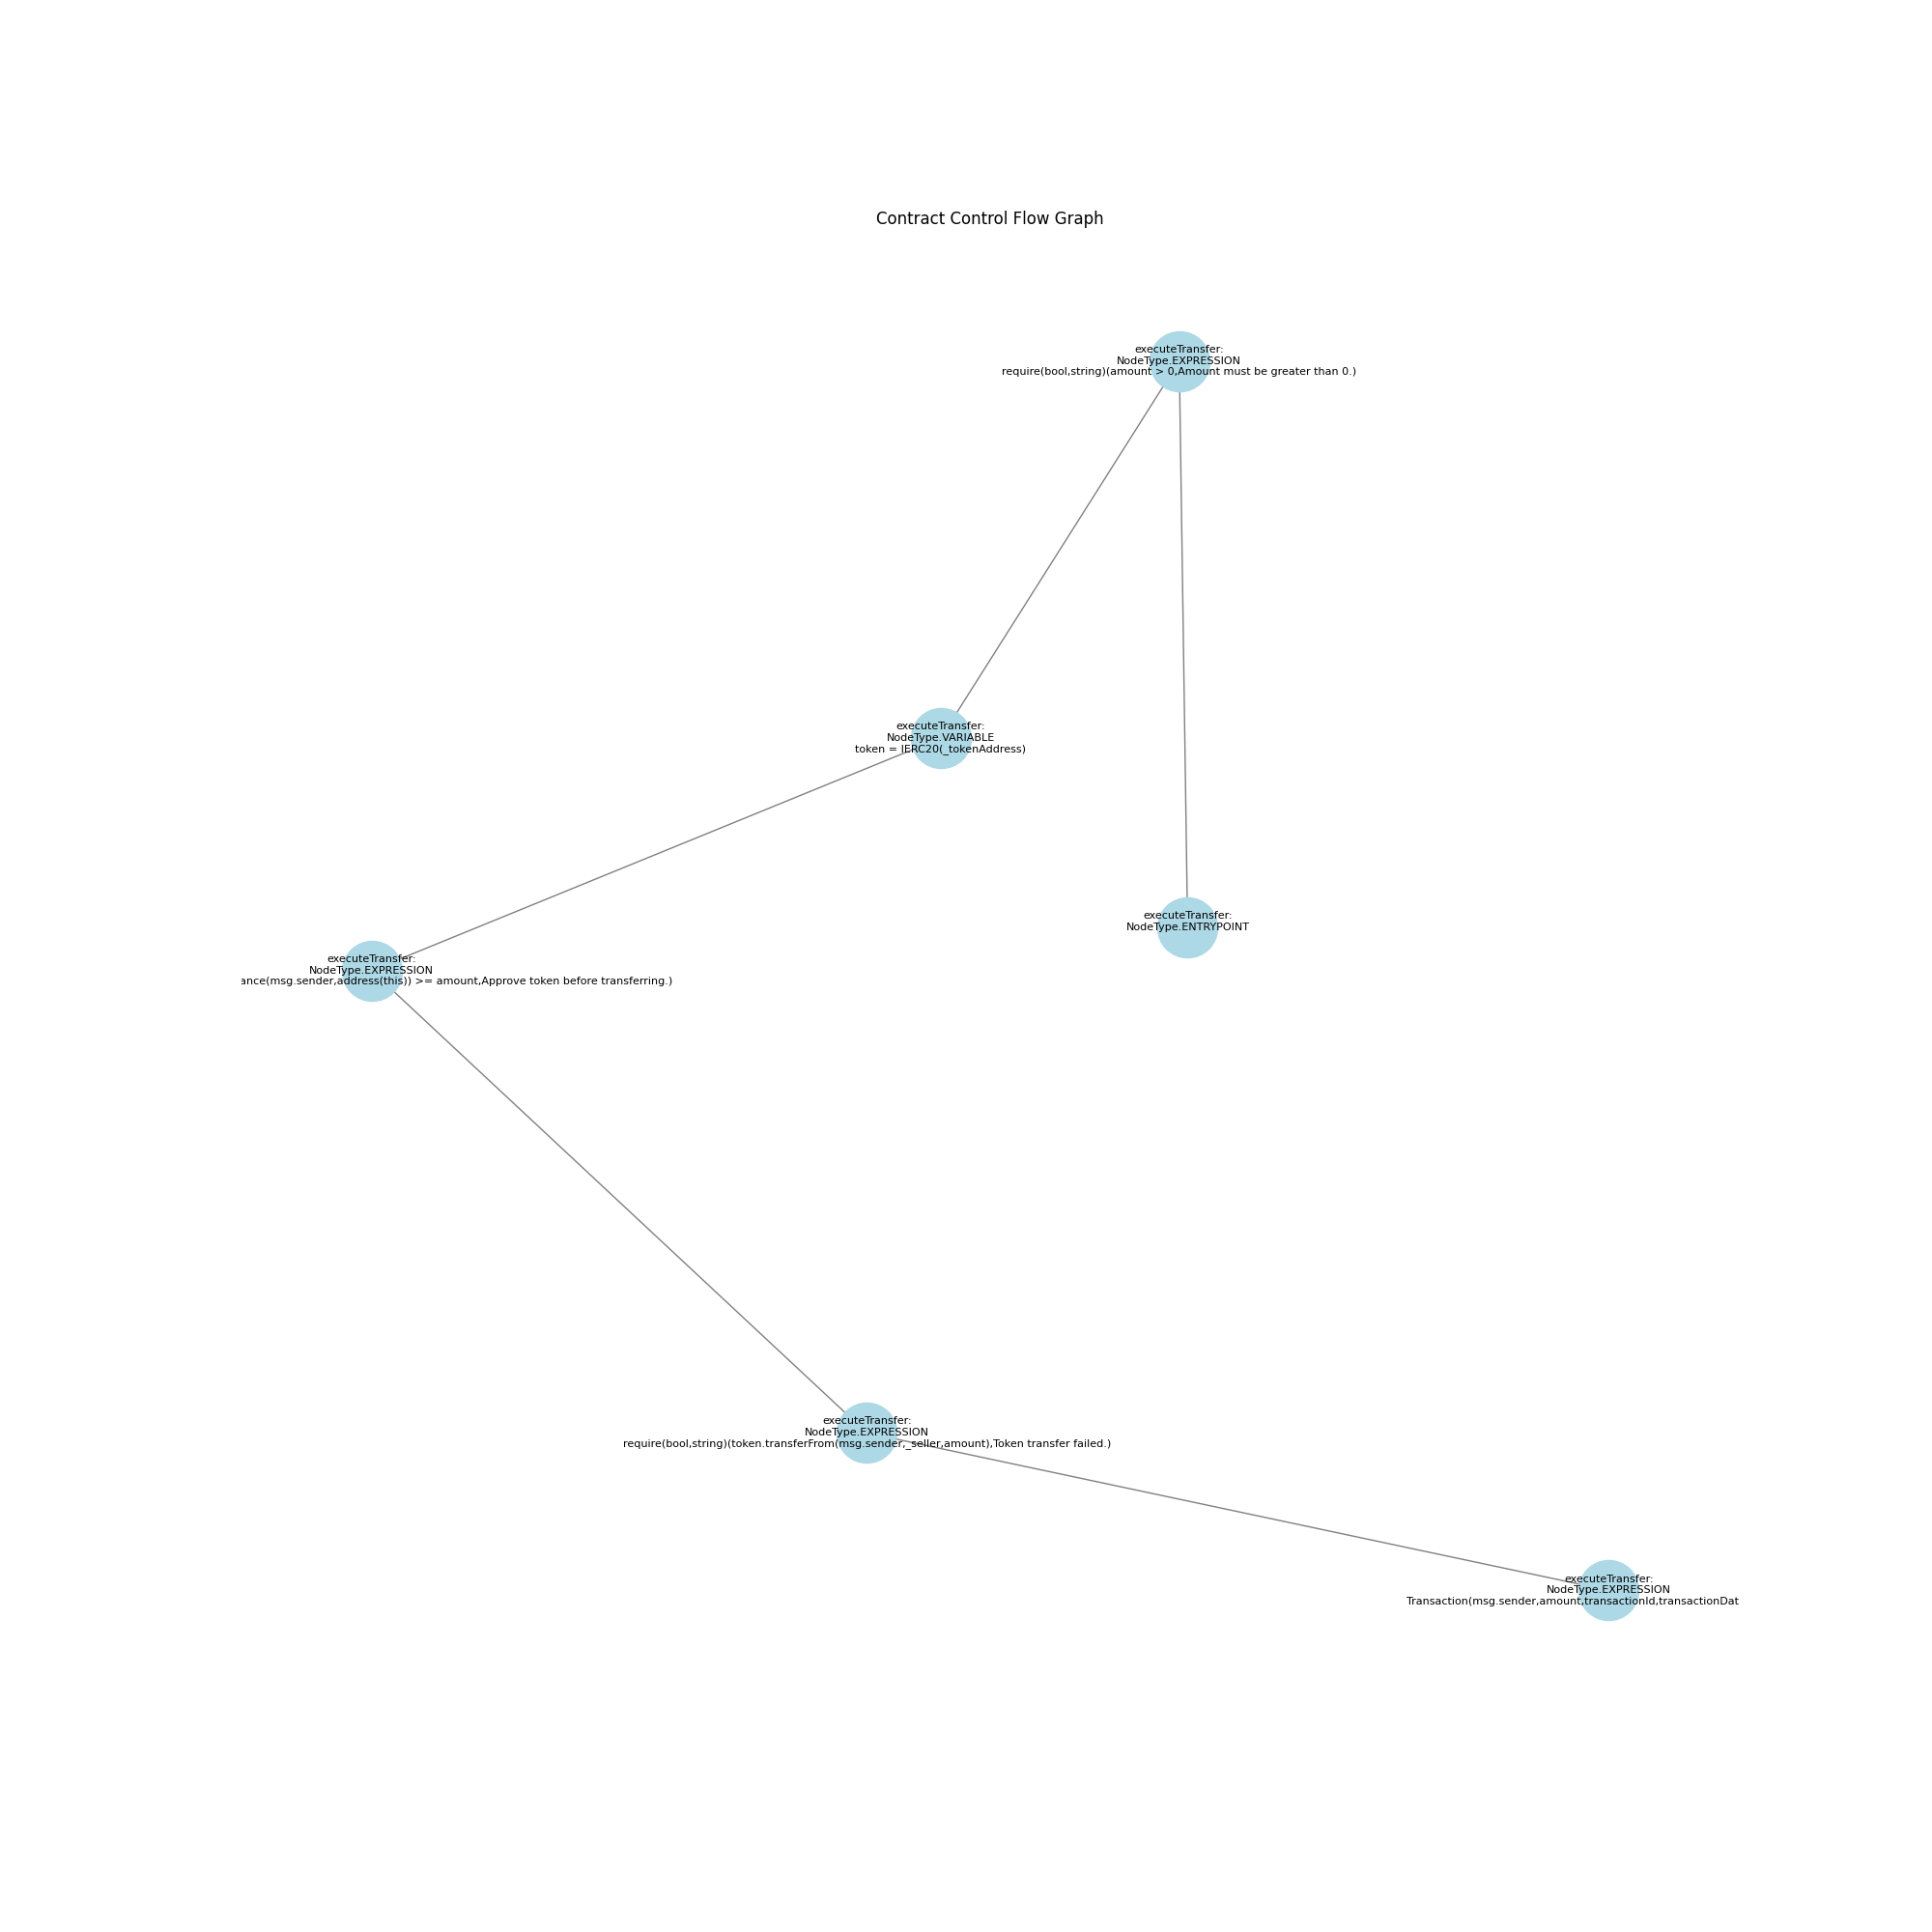 Contract Control Flow Graph
executeTransfer:
NodeType.EXPRESSION
require(bool,string)(amount > 0,Amount must be greater than 0.)
executeTransfer:
NodeType.VARIABLE
token = IERC20(_tokenAddress)
executeTransfer:
NodeType.ENTRYPOINT
executeTransfer:
NodeType.EXPRESSION
ance(msg.sender,address(this)) >= amount,Approve token before transferring.)
executeTransfer:
NodeType.EXPRESSION
require(bool,string)(token.transferFrom(msg.sender,_seller,amount),Token transfer failed.)
executeTransfer:
NodeType.EXPRESSION
Transaction(msg.sender,amount,transactionId,transactionDat